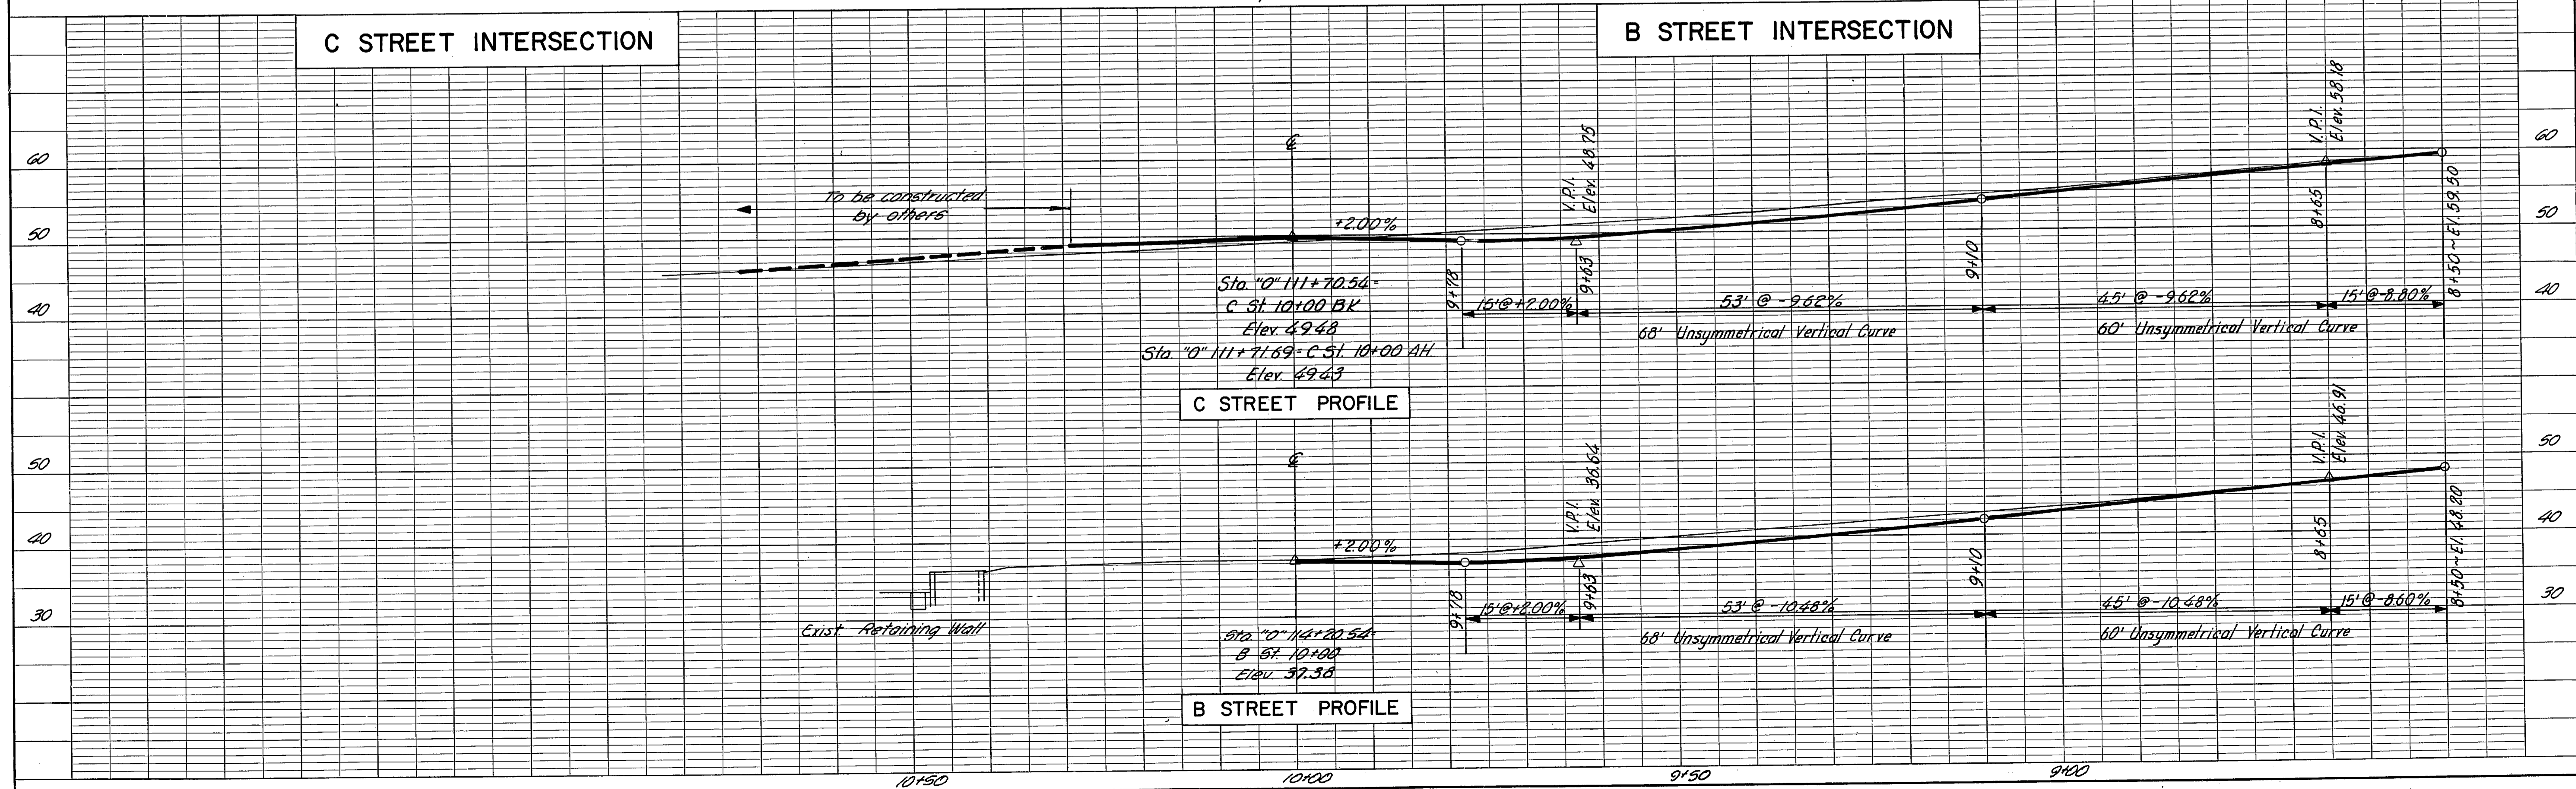 C STREET INTERSECTION
B STREET INTERSECTION
60
50
40
50
40
30
60
50
40
50
40
30
To be constructed
by others
℄
+2.00%
V.P.I.
Elev. 48.75
V.P.I.
Elev. 58.18
9+78
9+63
9+10
8+65
8+50~El. 59.50
15'@+2.00%
53' @ -9.62%
45' @ -9.62%
15'@-8.80%
68' Unsymmetrical Vertical Curve
60' Unsymmetrical Vertical Curve
Sta. "O" 111+70.54=
C St. 10+00 BK
Elev. 49.48
Sta. "O" 111+71.69=C St. 10+00 AH.
Elev. 49.43
C STREET PROFILE
℄
+2.00%
V.P.I.
Elev. 36.64
V.P.I.
Elev. 46.91
9+78
9+63
9+10
8+65
8+50~El. 48.20
15'@+2.00%
53' @ -10.48%
45' @ -10.48%
15'@-8.60%
68' Unsymmetrical Vertical Curve
60' Unsymmetrical Vertical Curve
Exist. Retaining Wall
Sta "O" 114+20.54=
B St. 10+00
Elev. 37.38
B STREET PROFILE
10+50
10+00
9+50
9+00